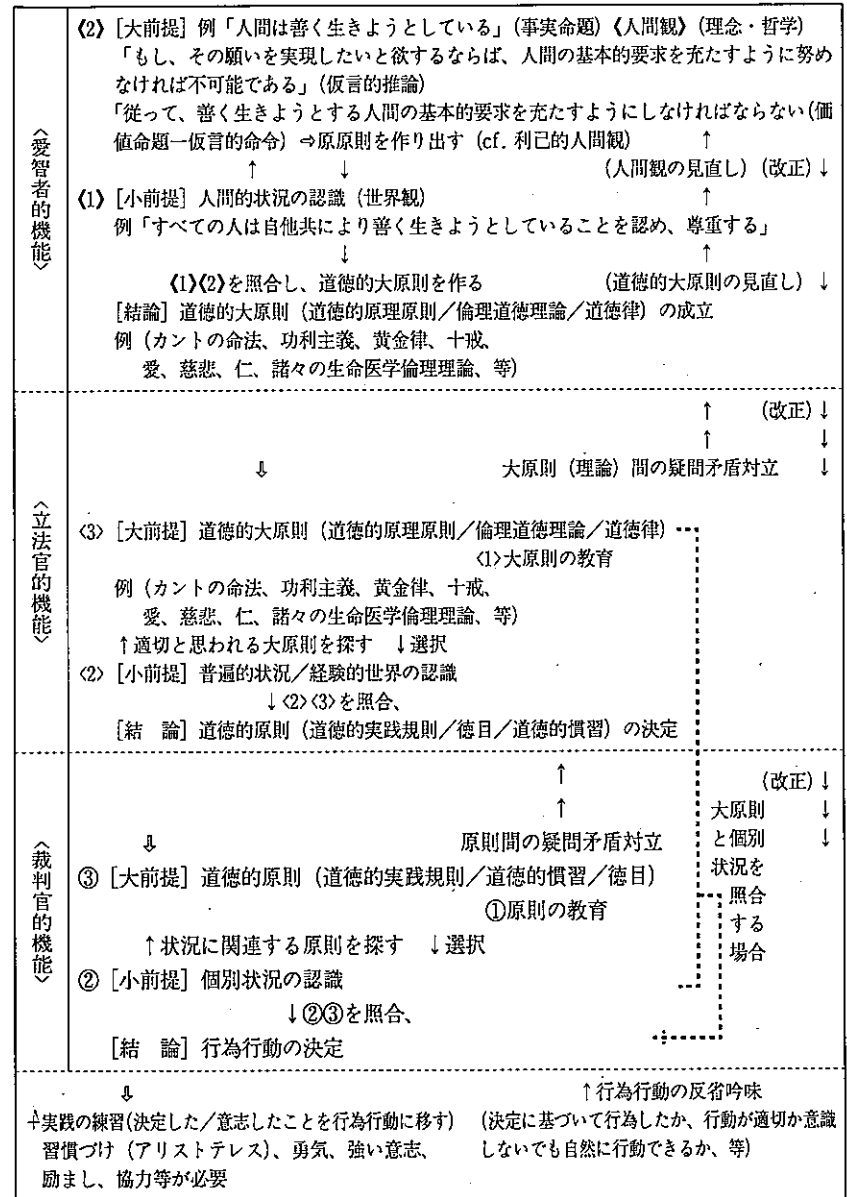 〈愛智者的機能〉
《2》[大前提] 例「人間は善く生きようとしている」(事実命題)《人間観》(理念・哲学)
「もし、その願いを実現したいと欲するならば、人間の基本的要求を充たすように努め
なければ不可能である」(仮言的推論)
「従って、善く生きようとする人間の基本的要求を充たすようにしなければならない(価
値命題一仮言的命令) ⇨原原則を作り出す (cf. 利己的人間観) ↑
↑ ↓ (人間観の見直し) (改正) ↓
《1》[小前提] 人間的状況の認識 (世界観) ↑
例「すべての人は自他共により善く生きようとしていることを認め、尊重する」
↓ ↑
《1》《2》を照合し、道徳的大原則を作る (道徳的大原則の見直し) ↓
[結論] 道徳的大原則 (道徳的原理原則/倫理道徳理論/道徳律) の成立
例 (カントの命法、功利主義、黄金律、十戒、
愛、慈悲、仁、諸々の生命医学倫理理論、等)
〈立法官的機能〉
↑ (改正) ↓
↑ ↓
⇩ 大原則 (理論) 間の疑問矛盾対立 ↓
〈3〉[大前提] 道徳的大原則 (道徳的原理原則/倫理道徳理論/道徳律)
〈1〉大原則の教育
例 (カントの命法、功利主義、黄金律、十戒、
愛、慈悲、仁、諸々の生命医学倫理理論、等)
↑適切と思われる大原則を探す ↓選択
〈2〉[小前提] 普遍的状況/経験的世界の認識
↓〈2〉〈3〉を照合、
[結 論] 道徳的原則 (道徳的実践規則/徳目/道徳的慣習) の決定
〈裁判官的機能〉
↑ (改正) ↓
↑ 大原則 ↓
⇩ 原則間の疑問矛盾対立 と個別 ↓
状況を
③ [大前提] 道徳的原則 (道徳的実践規則/道徳的慣習/徳目)
照合
①原則の教育 する
↑状況に関連する原則を探す ↓選択 場合
② [小前提] 個別状況の認識
↓②③を照合、
[結 論] 行為行動の決定
⇩ ↑行為行動の反省吟味
実践の練習(決定した/意志したことを行為行動に移す) (決定に基づいて行為したか、行動が適切か意識
習慣づけ (アリストテレス)、勇気、強い意志、 しないでも自然に行動できるか、等)
励まし、協力等が必要